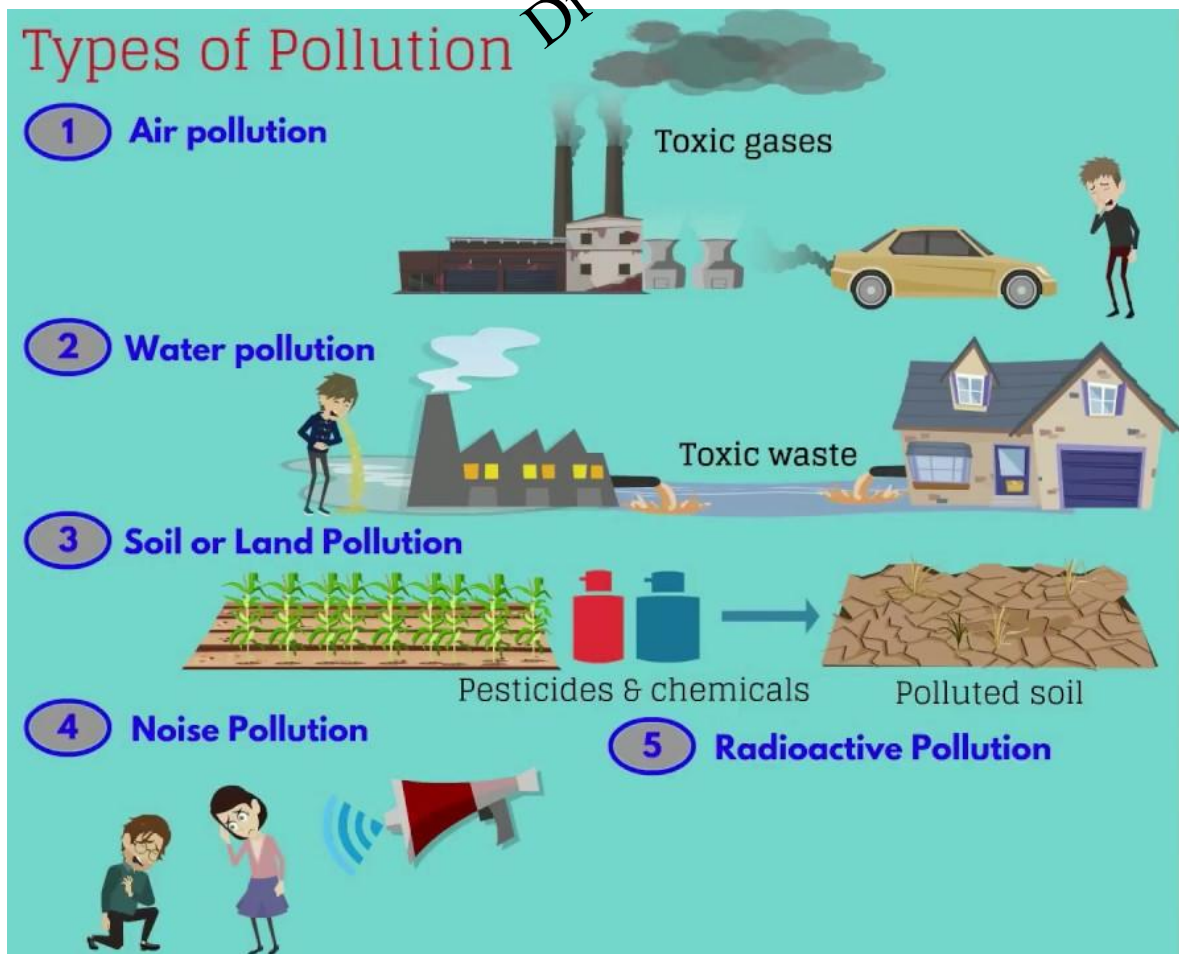 Types of Pollution
1 Air pollution
Toxic gases
2 Water pollution
Toxic waste
3 Soil or Land Pollution
Pesticides & chemicals
Polluted soil
4 Noise Pollution
5 Radioactive Pollution